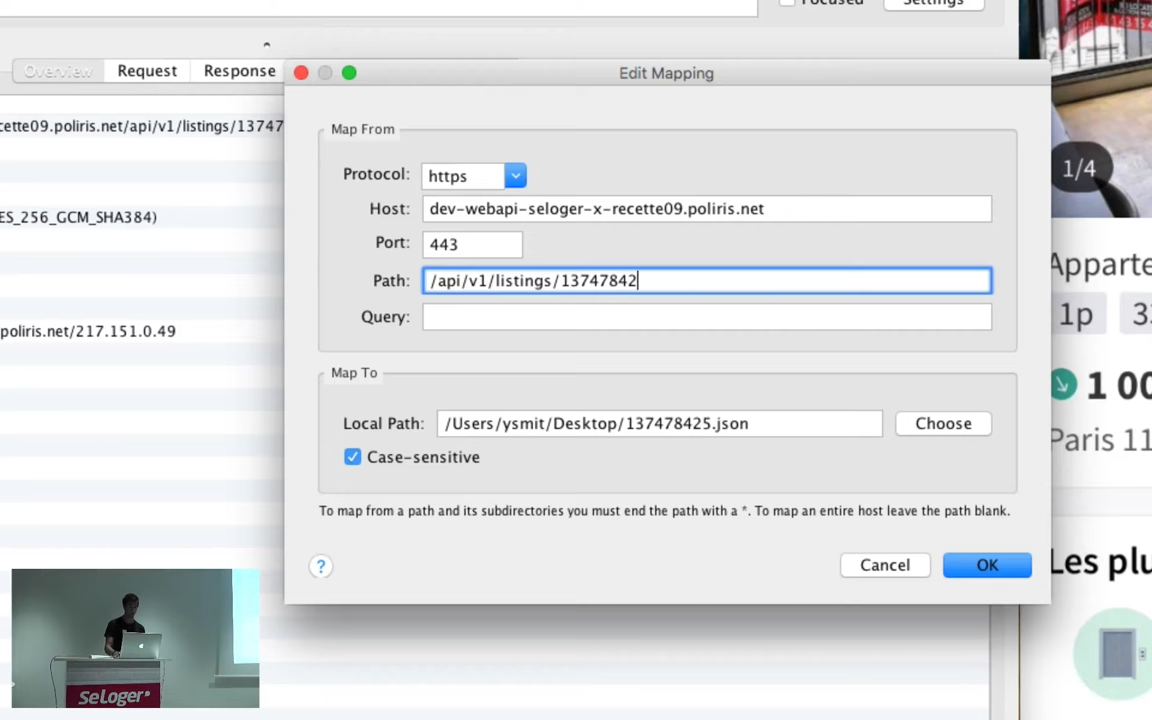 Focused
Settings
Overview
Request
Response
Edit Mapping
ette09.poliris.net/api/v1/listings/13747
ES_256_GCM_SHA384)
poliris.net/217.151.0.49
Map From
Protocol: https
Host: dev-webapi-seloger-x-recette09.poliris.net
Port: 443
Path: /api/v1/listings/13747842
Query:
Map To
Local Path: /Users/ysmit/Desktop/137478425.json
Choose
Case-sensitive
To map from a path and its subdirectories you must end the path with a *. To map an entire host leave the path blank.
?
Cancel
OK
1/4
Apparte
1p
33
1 00
Paris 11
Les plu
SeLoger